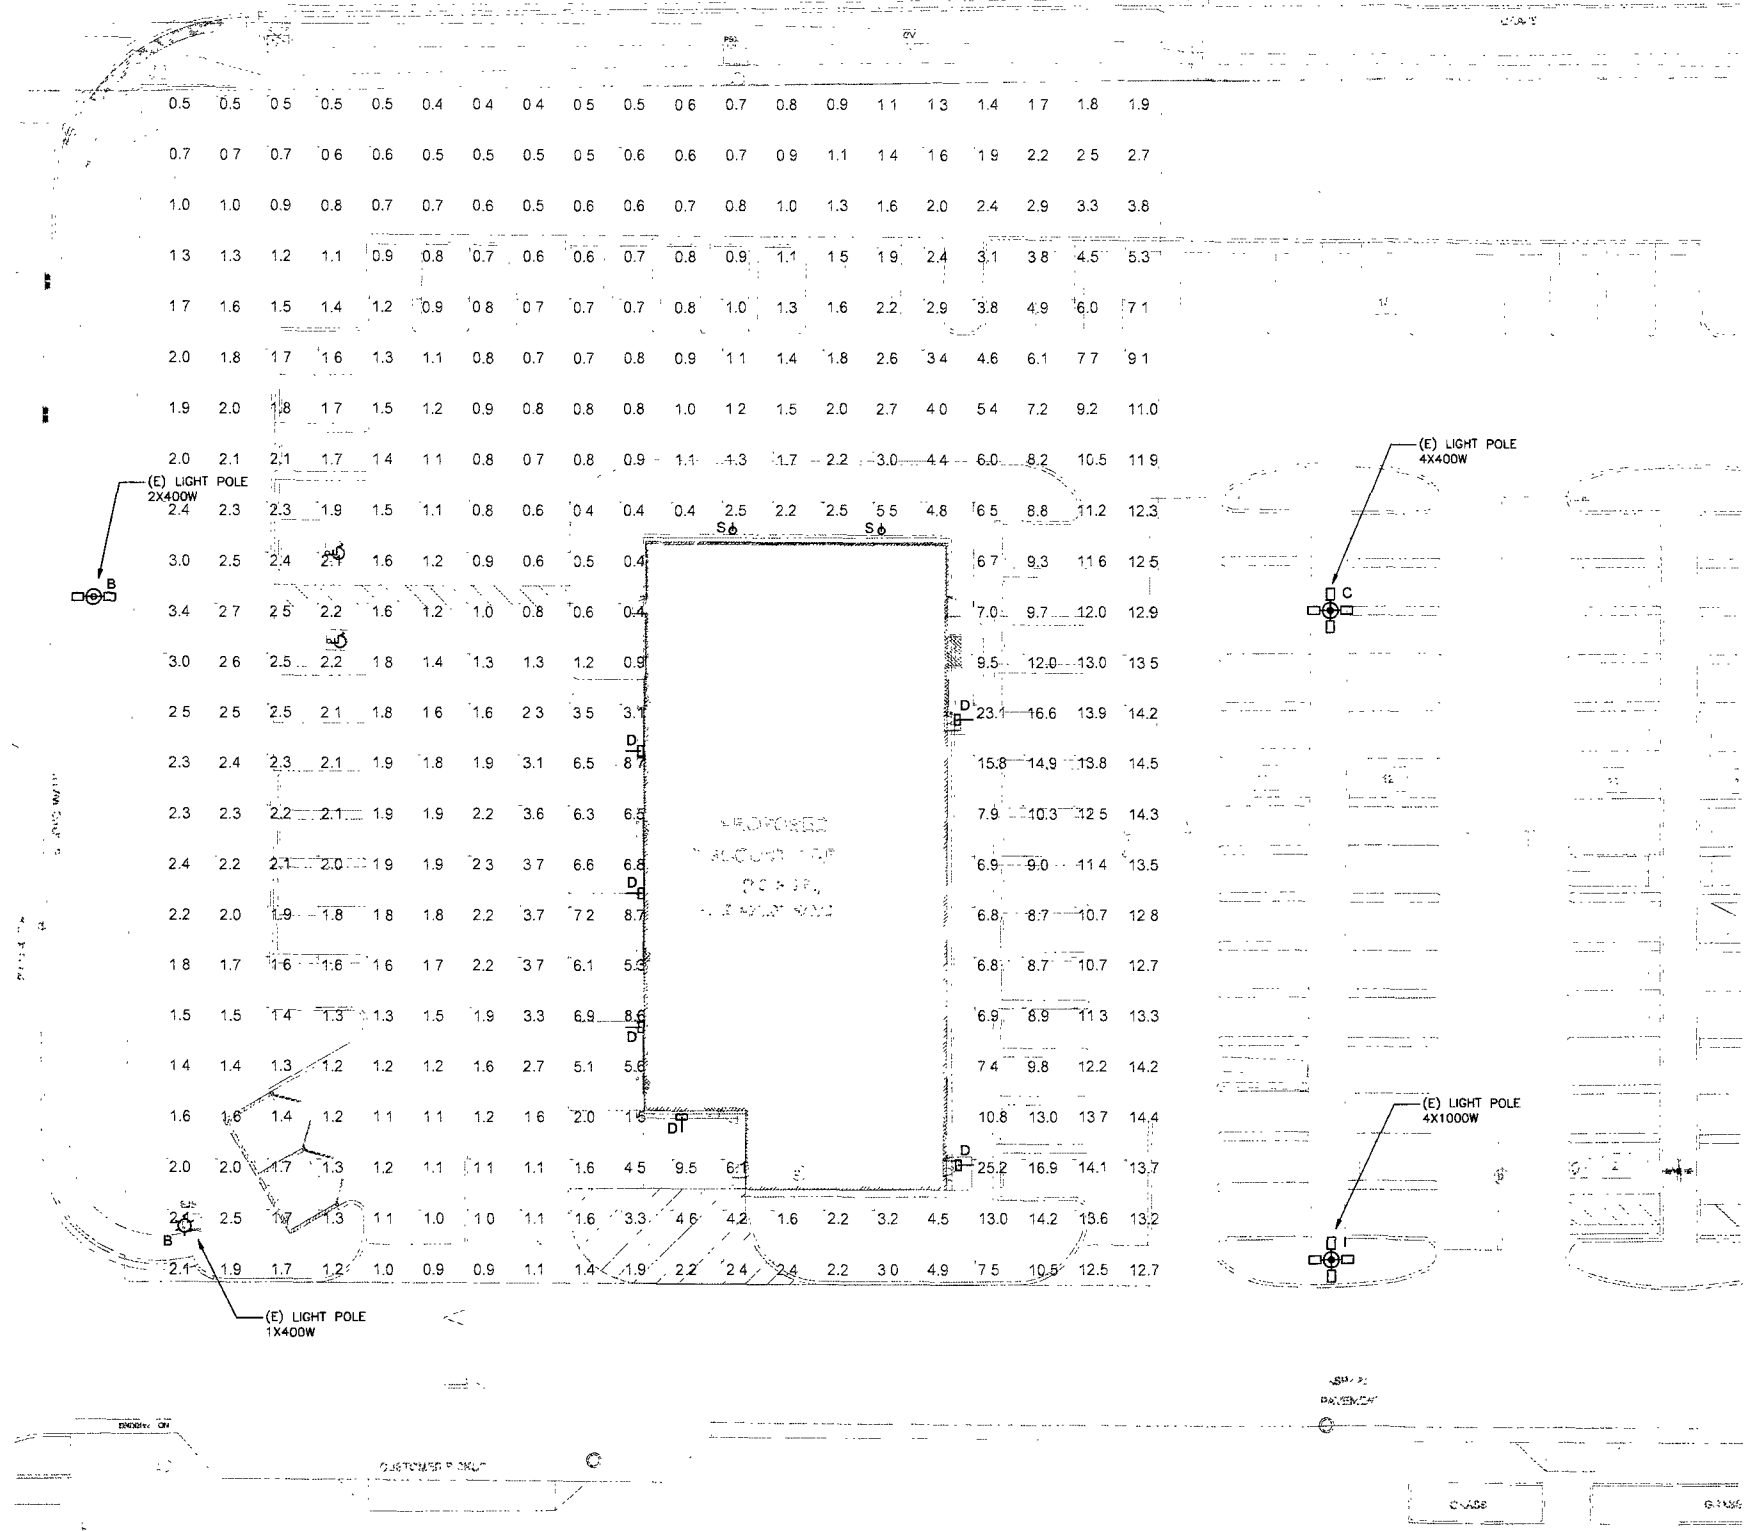 PSO
GV
0.5 0.5 0.5 0.5 0.5 0.4 0.4 0.4 0.5 0.5 0.6 0.7 0.8 0.9 1.1 1.3 1.4 1.7 1.8 1.9
0.7 0.7 0.7 0.6 0.6 0.5 0.5 0.5 0.5 0.6 0.6 0.7 0.9 1.1 1.4 1.6 1.9 2.2 2.5 2.7
1.0 1.0 0.9 0.8 0.7 0.7 0.6 0.5 0.6 0.6 0.7 0.8 1.0 1.3 1.6 2.0 2.4 2.9 3.3 3.8
1.3 1.3 1.2 1.1 0.9 0.8 0.7 0.6 0.6 0.7 0.8 0.9 1.1 1.5 1.9 2.4 3.1 3.8 4.5 5.3
1.7 1.6 1.5 1.4 1.2 0.9 0.8 0.7 0.7 0.7 0.8 1.0 1.3 1.6 2.2 2.9 3.8 4.9 6.0 7.1
2.0 1.8 1.7 1.6 1.3 1.1 0.8 0.7 0.7 0.8 0.9 1.1 1.4 1.8 2.6 3.4 4.6 6.1 7.7 9.1
1.9 2.0 1.8 1.7 1.5 1.2 0.9 0.8 0.8 0.8 1.0 1.2 1.5 2.0 2.7 4.0 5.4 7.2 9.2 11.0
(E) LIGHT POLE
4X400W
2.0 2.1 2.1 1.7 1.4 1.1 0.8 0.7 0.8 0.9 1.1 1.3 1.7 2.2 3.0 4.4 6.0 8.2 10.5 11.9
(E) LIGHT POLE
2X400W
2.4 2.3 2.3 1.9 1.5 1.1 0.8 0.6 0.4 0.4 0.4 2.5 2.2 2.5 5.5 4.8 6.5 8.8 11.2 12.3
S S
3.0 2.5 2.4 2.1 1.6 1.2 0.9 0.6 0.5 0.4 6.7 9.3 11.6 12.5
B C
3.4 2.7 2.5 2.2 1.6 1.2 1.0 0.8 0.6 0.4 7.0 9.7 12.0 12.9
3.0 2.6 2.5 2.2 1.8 1.4 1.3 1.3 1.2 0.9 9.5 12.0 13.0 13.5
D
2.5 2.5 2.5 2.1 1.8 1.6 1.6 2.3 3.5 3.1 23.1 16.6 13.9 14.2
D
2.3 2.4 2.3 2.1 1.9 1.8 1.9 3.1 6.5 8.7 15.8 14.9 13.8 14.5
12
2.3 2.3 2.2 2.1 1.9 1.9 2.2 3.6 6.3 6.5 7.9 10.3 12.5 14.3
PROPOSED
2.4 2.2 2.1 2.0 1.9 1.9 2.3 3.7 6.6 6.8 6.9 9.0 11.4 13.5
D
2.2 2.0 1.9 1.8 1.8 1.8 2.2 3.7 7.2 8.7 6.8 8.7 10.7 12.8
1.8 1.7 1.6 1.6 1.6 1.7 2.2 3.7 6.1 5.3 6.8 8.7 10.7 12.7
1.5 1.5 1.4 1.3 1.3 1.5 1.9 3.3 6.9 8.6 6.9 8.9 11.3 13.3
D
1.4 1.4 1.3 1.2 1.2 1.2 1.6 2.7 5.1 5.6 7.4 9.8 12.2 14.2
(E) LIGHT POLE
4X1000W
1.6 1.6 1.4 1.2 1.1 1.1 1.2 1.6 2.0 1.5 10.8 13.0 13.7 14.4
D D
2.0 2.0 1.7 1.3 1.2 1.1 1.1 1.1 1.6 4.5 9.5 6.1 25.2 16.9 14.1 13.7
2.4 2.5 1.7 1.3 1.1 1.0 1.0 1.1 1.6 3.3 4.6 4.2 1.6 2.2 3.2 4.5 13.0 14.2 13.6 13.2
B I
2.1 1.9 1.7 1.2 1.0 0.9 0.9 1.1 1.4 1.9 2.2 2.4 2.4 2.2 3.0 4.9 7.5 10.5 12.5 12.7
(E) LIGHT POLE
1X400W
PAVEMENT
CUSTOMER PICKUP